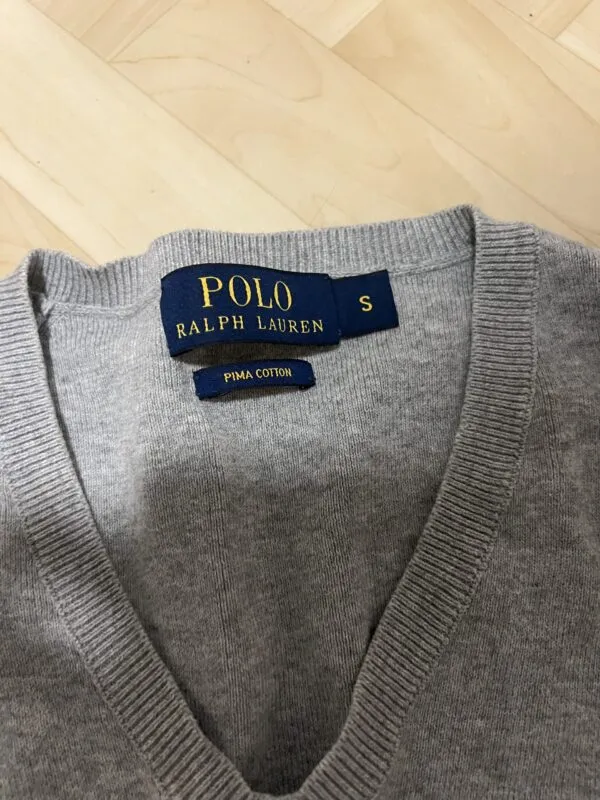 POLO
RALPH LAUREN
S
PIMA COTTON